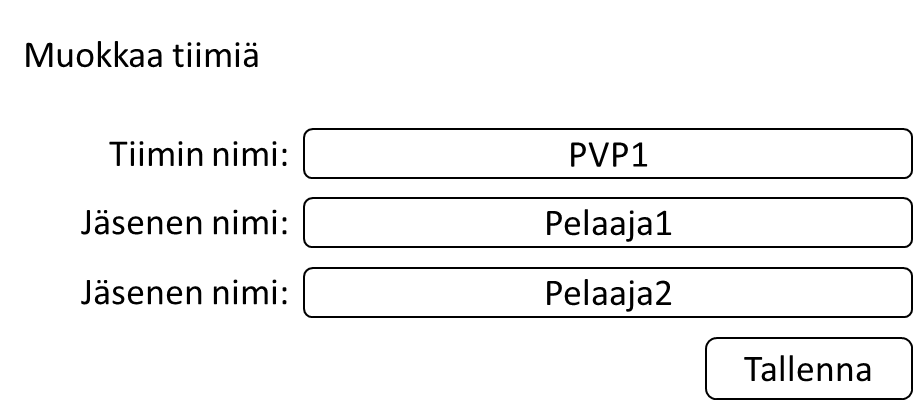 Muokkaa tiimiä
Tiimin nimi: PVP1
Jäsenen nimi: Pelaaja1
Jäsenen nimi: Pelaaja2
Tallenna